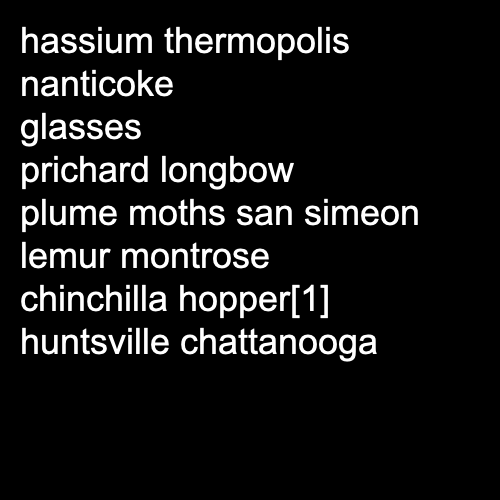 hassium thermopolis
nanticoke
glasses
prichard longbow
plume moths san simeon
lemur montrose
chinchilla hopper[1]
huntsville chattanooga